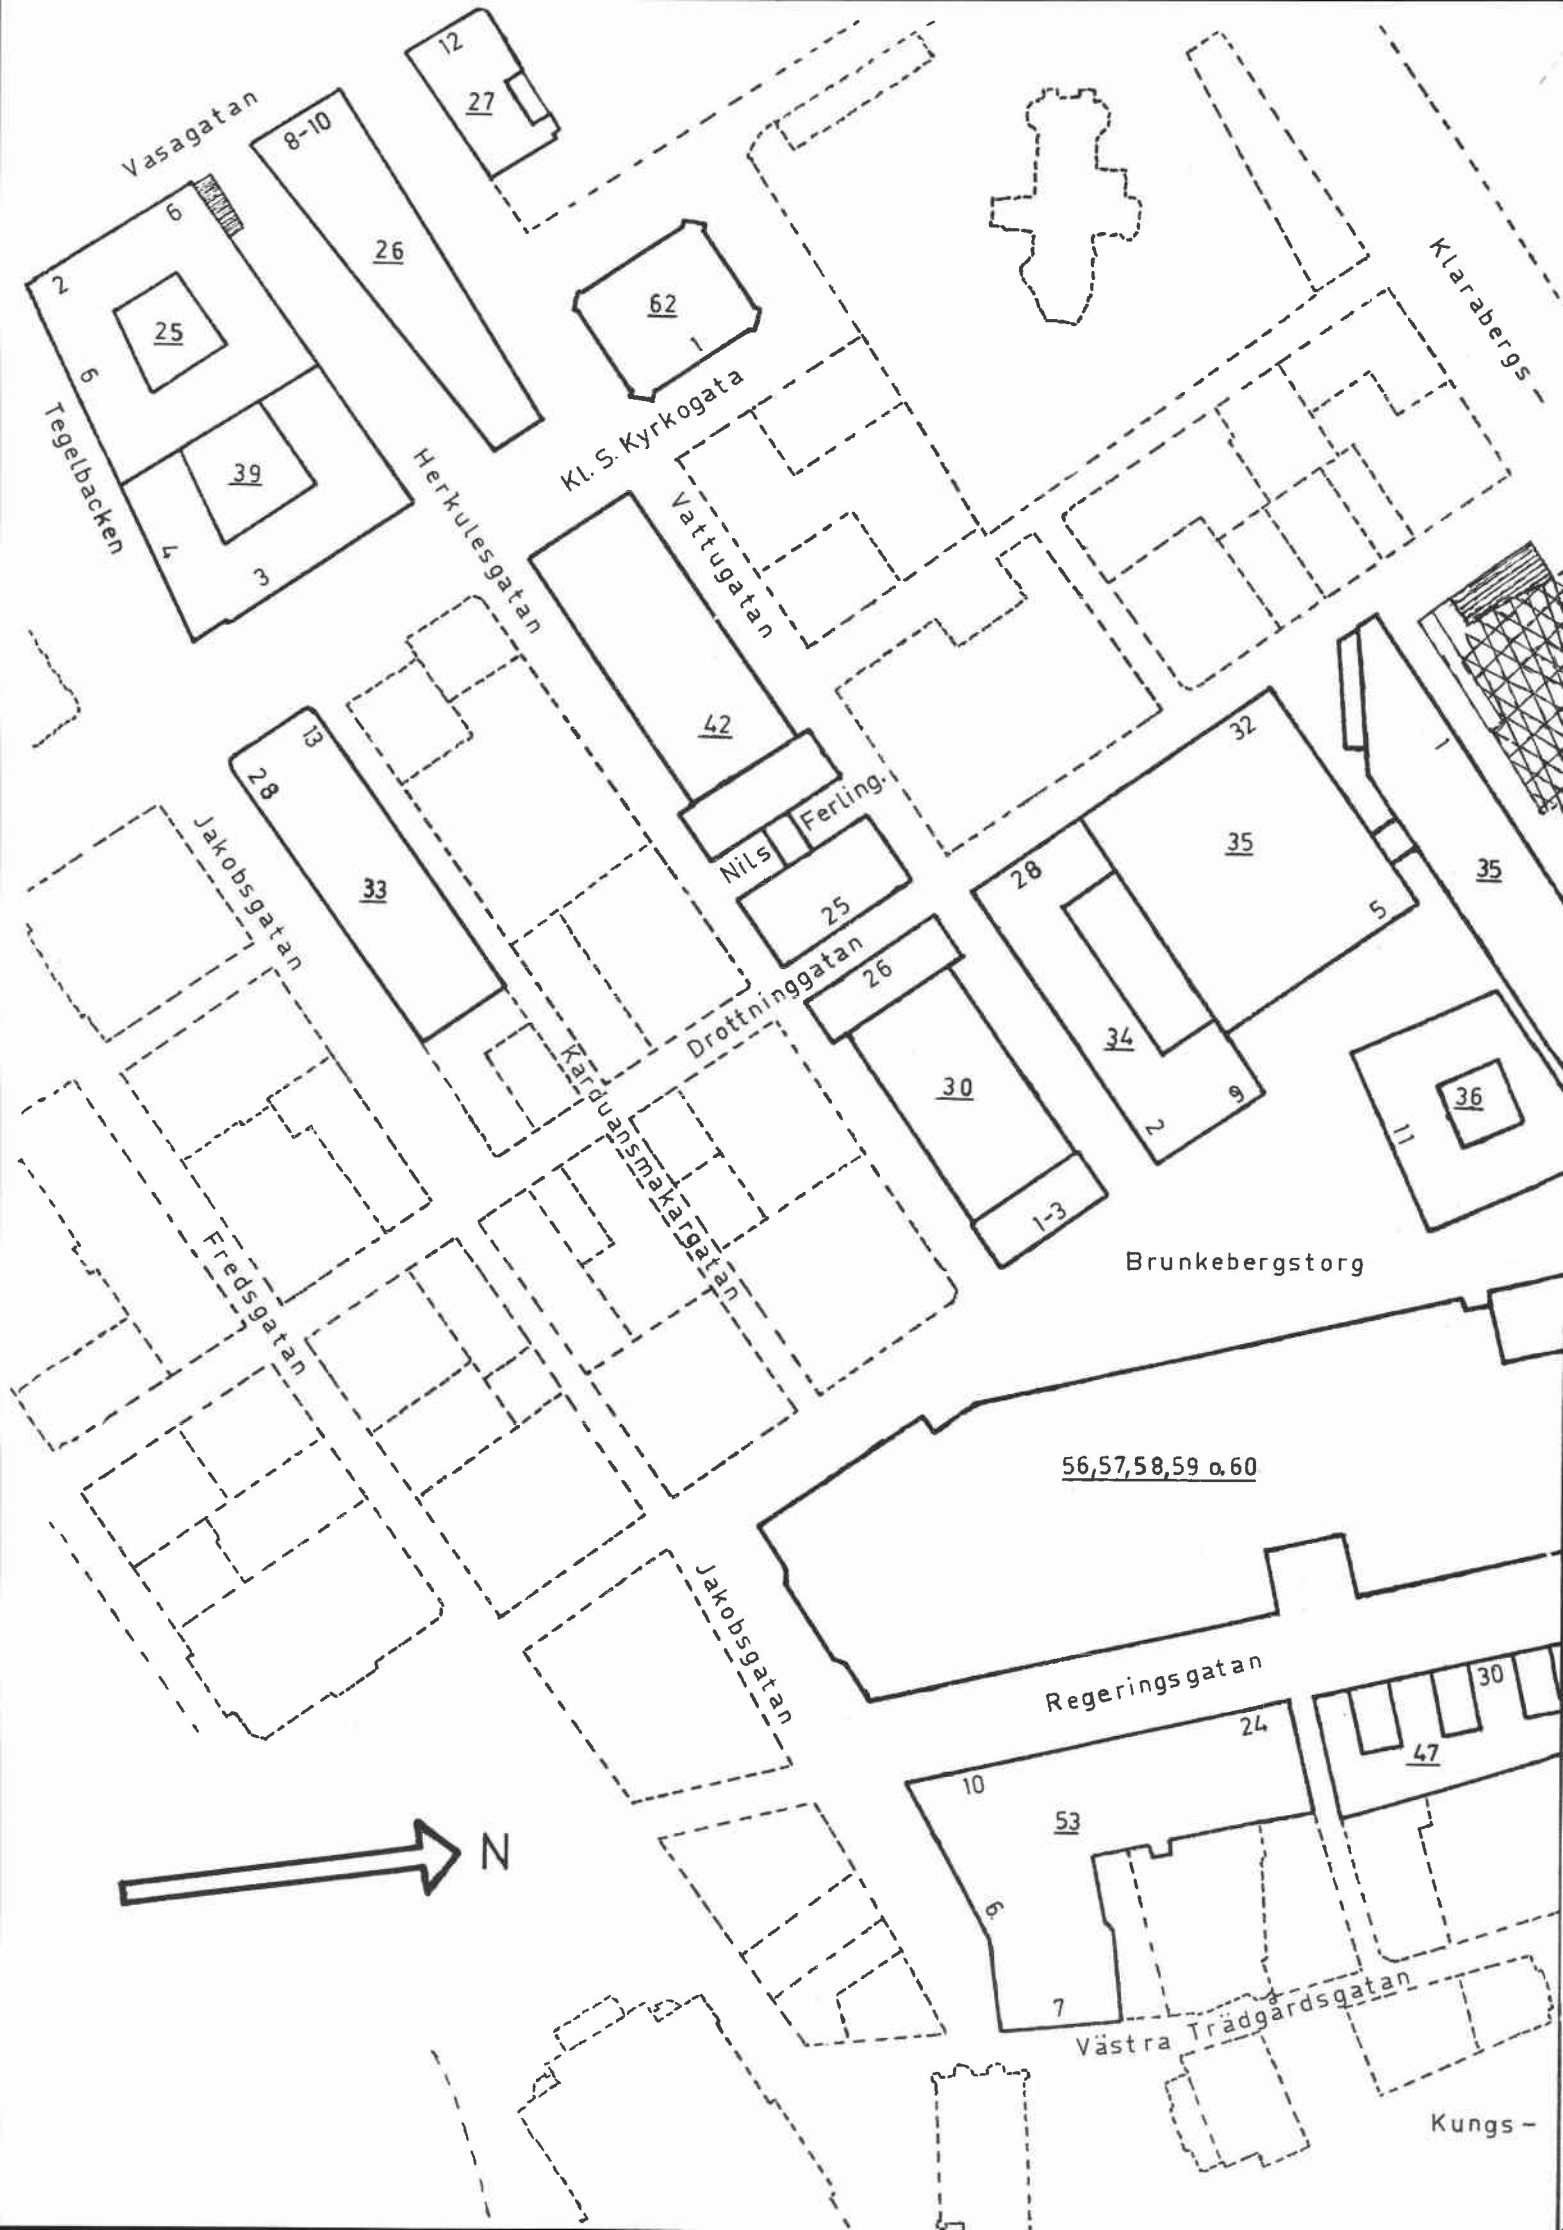 12
27
Vasagatan
8-10
6
2
25
26
62
1
Klarabergs-
6
Tegelbacken
39
4
3
Kl. S. Kyrkogata
Herkulesgatan
Vattugatan
42
13
28
33
Jakobsgatan
32
1
35
35
Nils Ferling.
25
28
5
Drottninggatan
26
34
30
9
2
36
11
1-3
Karduansmakargatan
Fredsgatan
Brunkebergstorg
56,57,58,59 o. 60
Jakobsgatan
Regeringsgatan
24
30
47
10
53
6
7
N
Västra Trädgårdsgatan
Kungs-